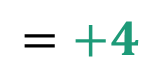 = +4